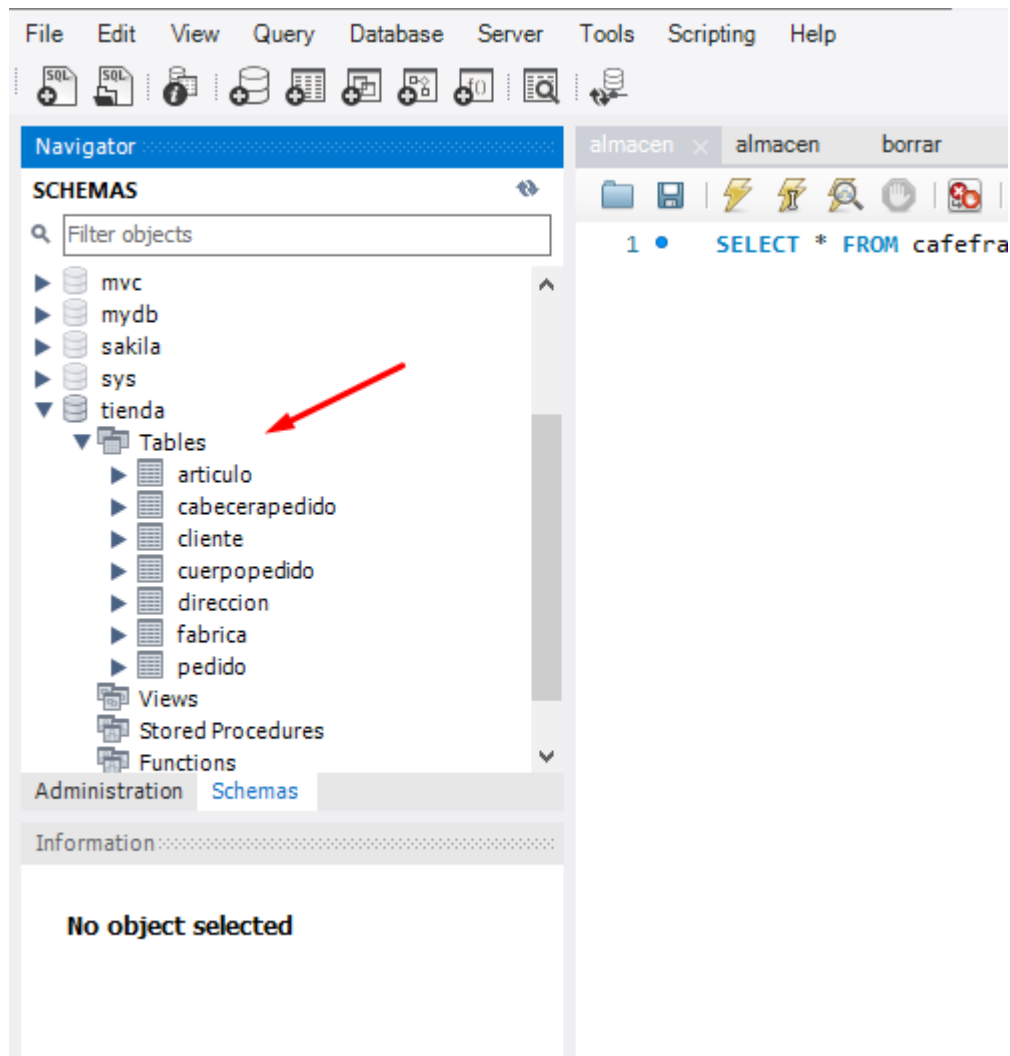 File Edit View Query Database Server Tools Scripting Help
SQL SQL i f()
Navigator
SCHEMAS
Filter objects
mvc
mydb
sakila
sys
tienda
Tables
articulo
cabecerapedido
cliente
cuerpopedido
direccion
fabrica
pedido
Views
Stored Procedures
Functions
Administration Schemas
Information
No object selected
almacen almacen borrar
1 SELECT * FROM cafefra